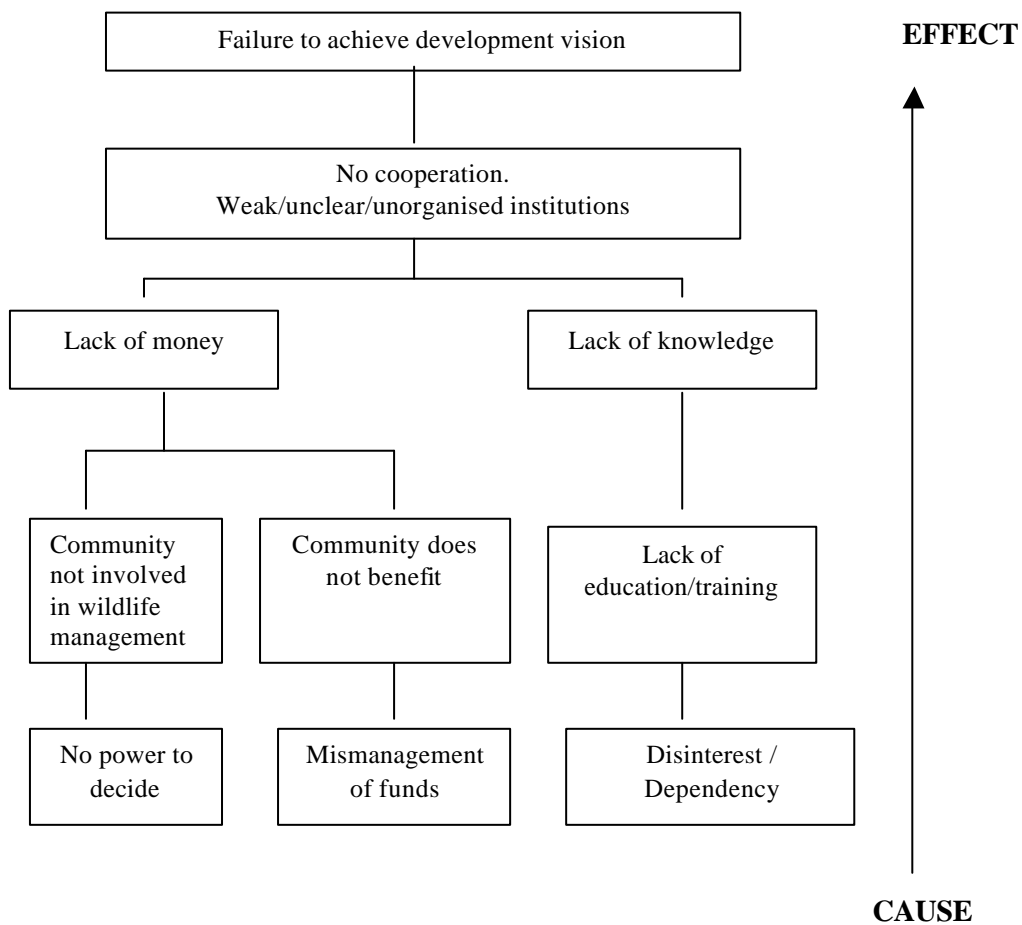 Failure to achieve development vision
EFFECT
No cooperation.
Weak/unclear/unorganised institutions
Lack of money
Lack of knowledge
Community
not involved
in wildlife
management
Community does
not benefit
Lack of
education/training
No power to
decide
Mismanagement
of funds
Disinterest /
Dependency
CAUSE